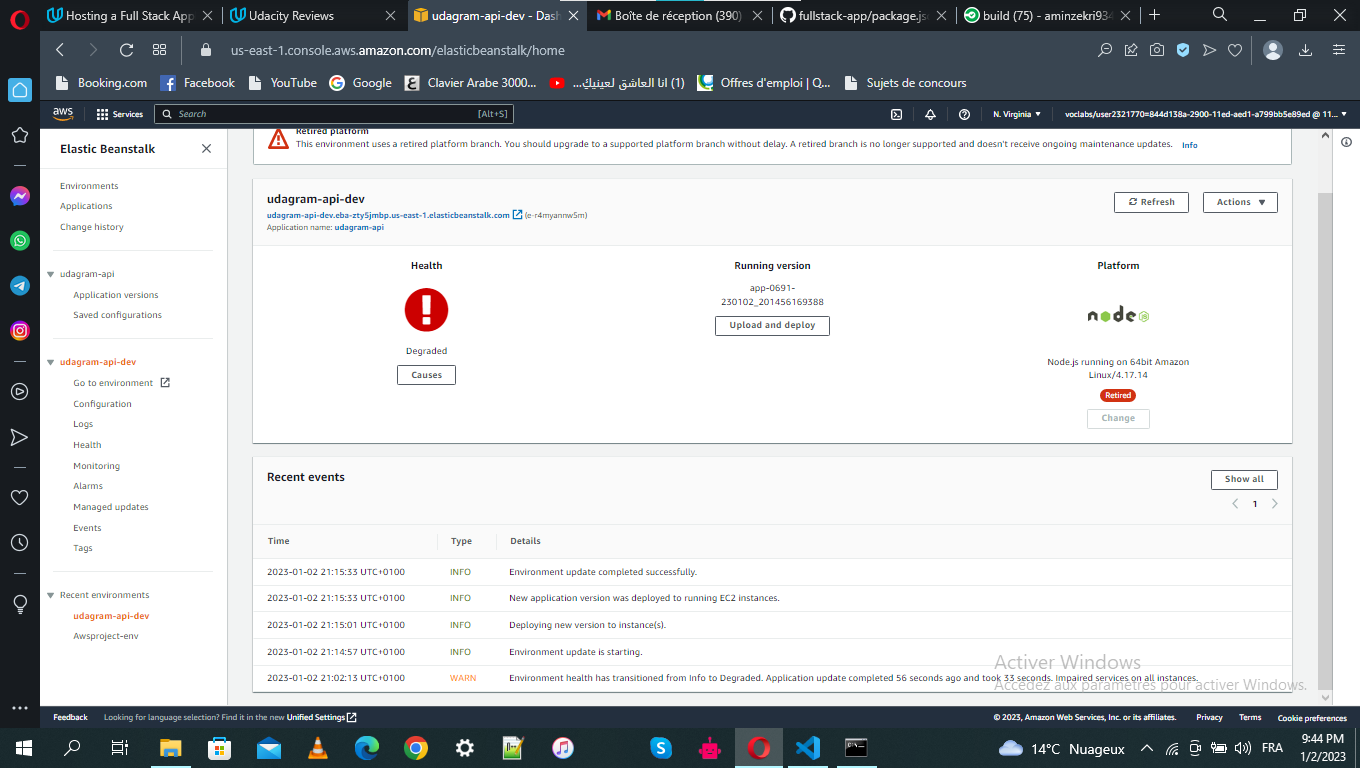 Hosting a Full Stack App
Udacity Reviews
udagram-api-dev - Dash
Boîte de réception (390)
fullstack-app/package.js
build (75) - aminzekri934
us-east-1.console.aws.amazon.com/elasticbeanstalk/home
Booking.com
Facebook
YouTube
Google
Clavier Arabe 3000...
(1) انا العاشق لعينيك...
Offres d'emploi | Q...
Sujets de concours
aws
Services
Search
[Alt+S]
N. Virginia
voclabs/user2321770=844d138a-2900-11ed-aed1-a799bb5e89ed @ 11...
Elastic Beanstalk
Environments
Applications
Change history
udagram-api
Application versions
Saved configurations
udagram-api-dev
Go to environment
Configuration
Logs
Health
Monitoring
Alarms
Managed updates
Events
Tags
Recent environments
udagram-api-dev
Awsproject-env
Retired platform
This environment uses a retired platform branch. You should upgrade to a supported platform branch without delay. A retired branch is no longer supported and doesn't receive ongoing maintenance updates. Info
udagram-api-dev
udagram-api-dev.eba-zty5jmbp.us-east-1.elasticbeanstalk.com (e-r4myannw5m)
Application name: udagram-api
Refresh
Actions
Health
Degraded
Causes
Running version
app-0691-
230102_201456169388
Upload and deploy
Platform
node
Node.js running on 64bit Amazon
Linux/4.17.14
Retired
Change
Recent events
Show all
1
Time Type Details
2023-01-02 21:15:33 UTC+0100 INFO Environment update completed successfully.
2023-01-02 21:15:33 UTC+0100 INFO New application version was deployed to running EC2 instances.
2023-01-02 21:15:01 UTC+0100 INFO Deploying new version to instance(s).
2023-01-02 21:14:57 UTC+0100 INFO Environment update is starting.
2023-01-02 21:02:13 UTC+0100 WARN Environment health has transitioned from Info to Degraded. Application update completed 56 seconds ago and took 33 seconds. Impaired services on all instances.
Activer Windows
Accédez aux paramètres pour activer Windows.
Feedback
Looking for language selection? Find it in the new Unified Settings
© 2023, Amazon Web Services, Inc. or its affiliates.
Privacy
Terms
Cookie preferences
14°C Nuageux
FRA
9:44 PM
1/2/2023